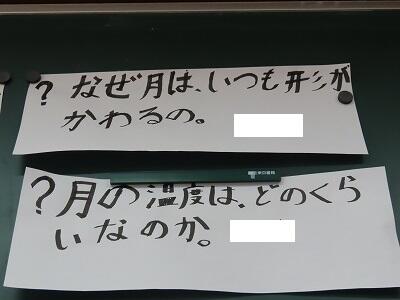 ? なぜ月は、いつも形が
かわるの。
?月の温度は、どのくら
いなのか。